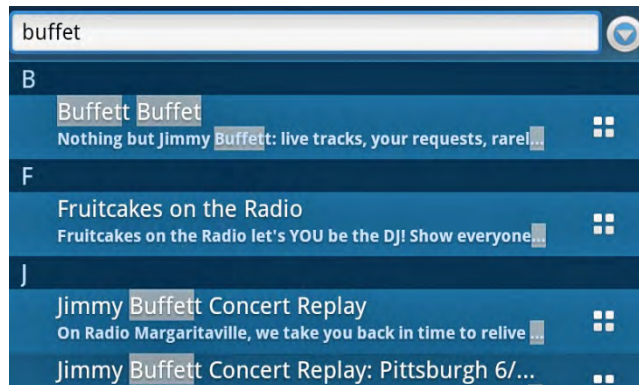 buffet
B
Buffett Buffet
Nothing but Jimmy Buffett: live tracks, your requests, rarel...
F
Fruitcakes on the Radio
Fruitcakes on the Radio let's YOU be the DJ! Show everyone...
J
Jimmy Buffett Concert Replay
On Radio Margaritaville, we take you back in time to relive ...
Jimmy Buffett Concert Replay: Pittsburgh 6/...